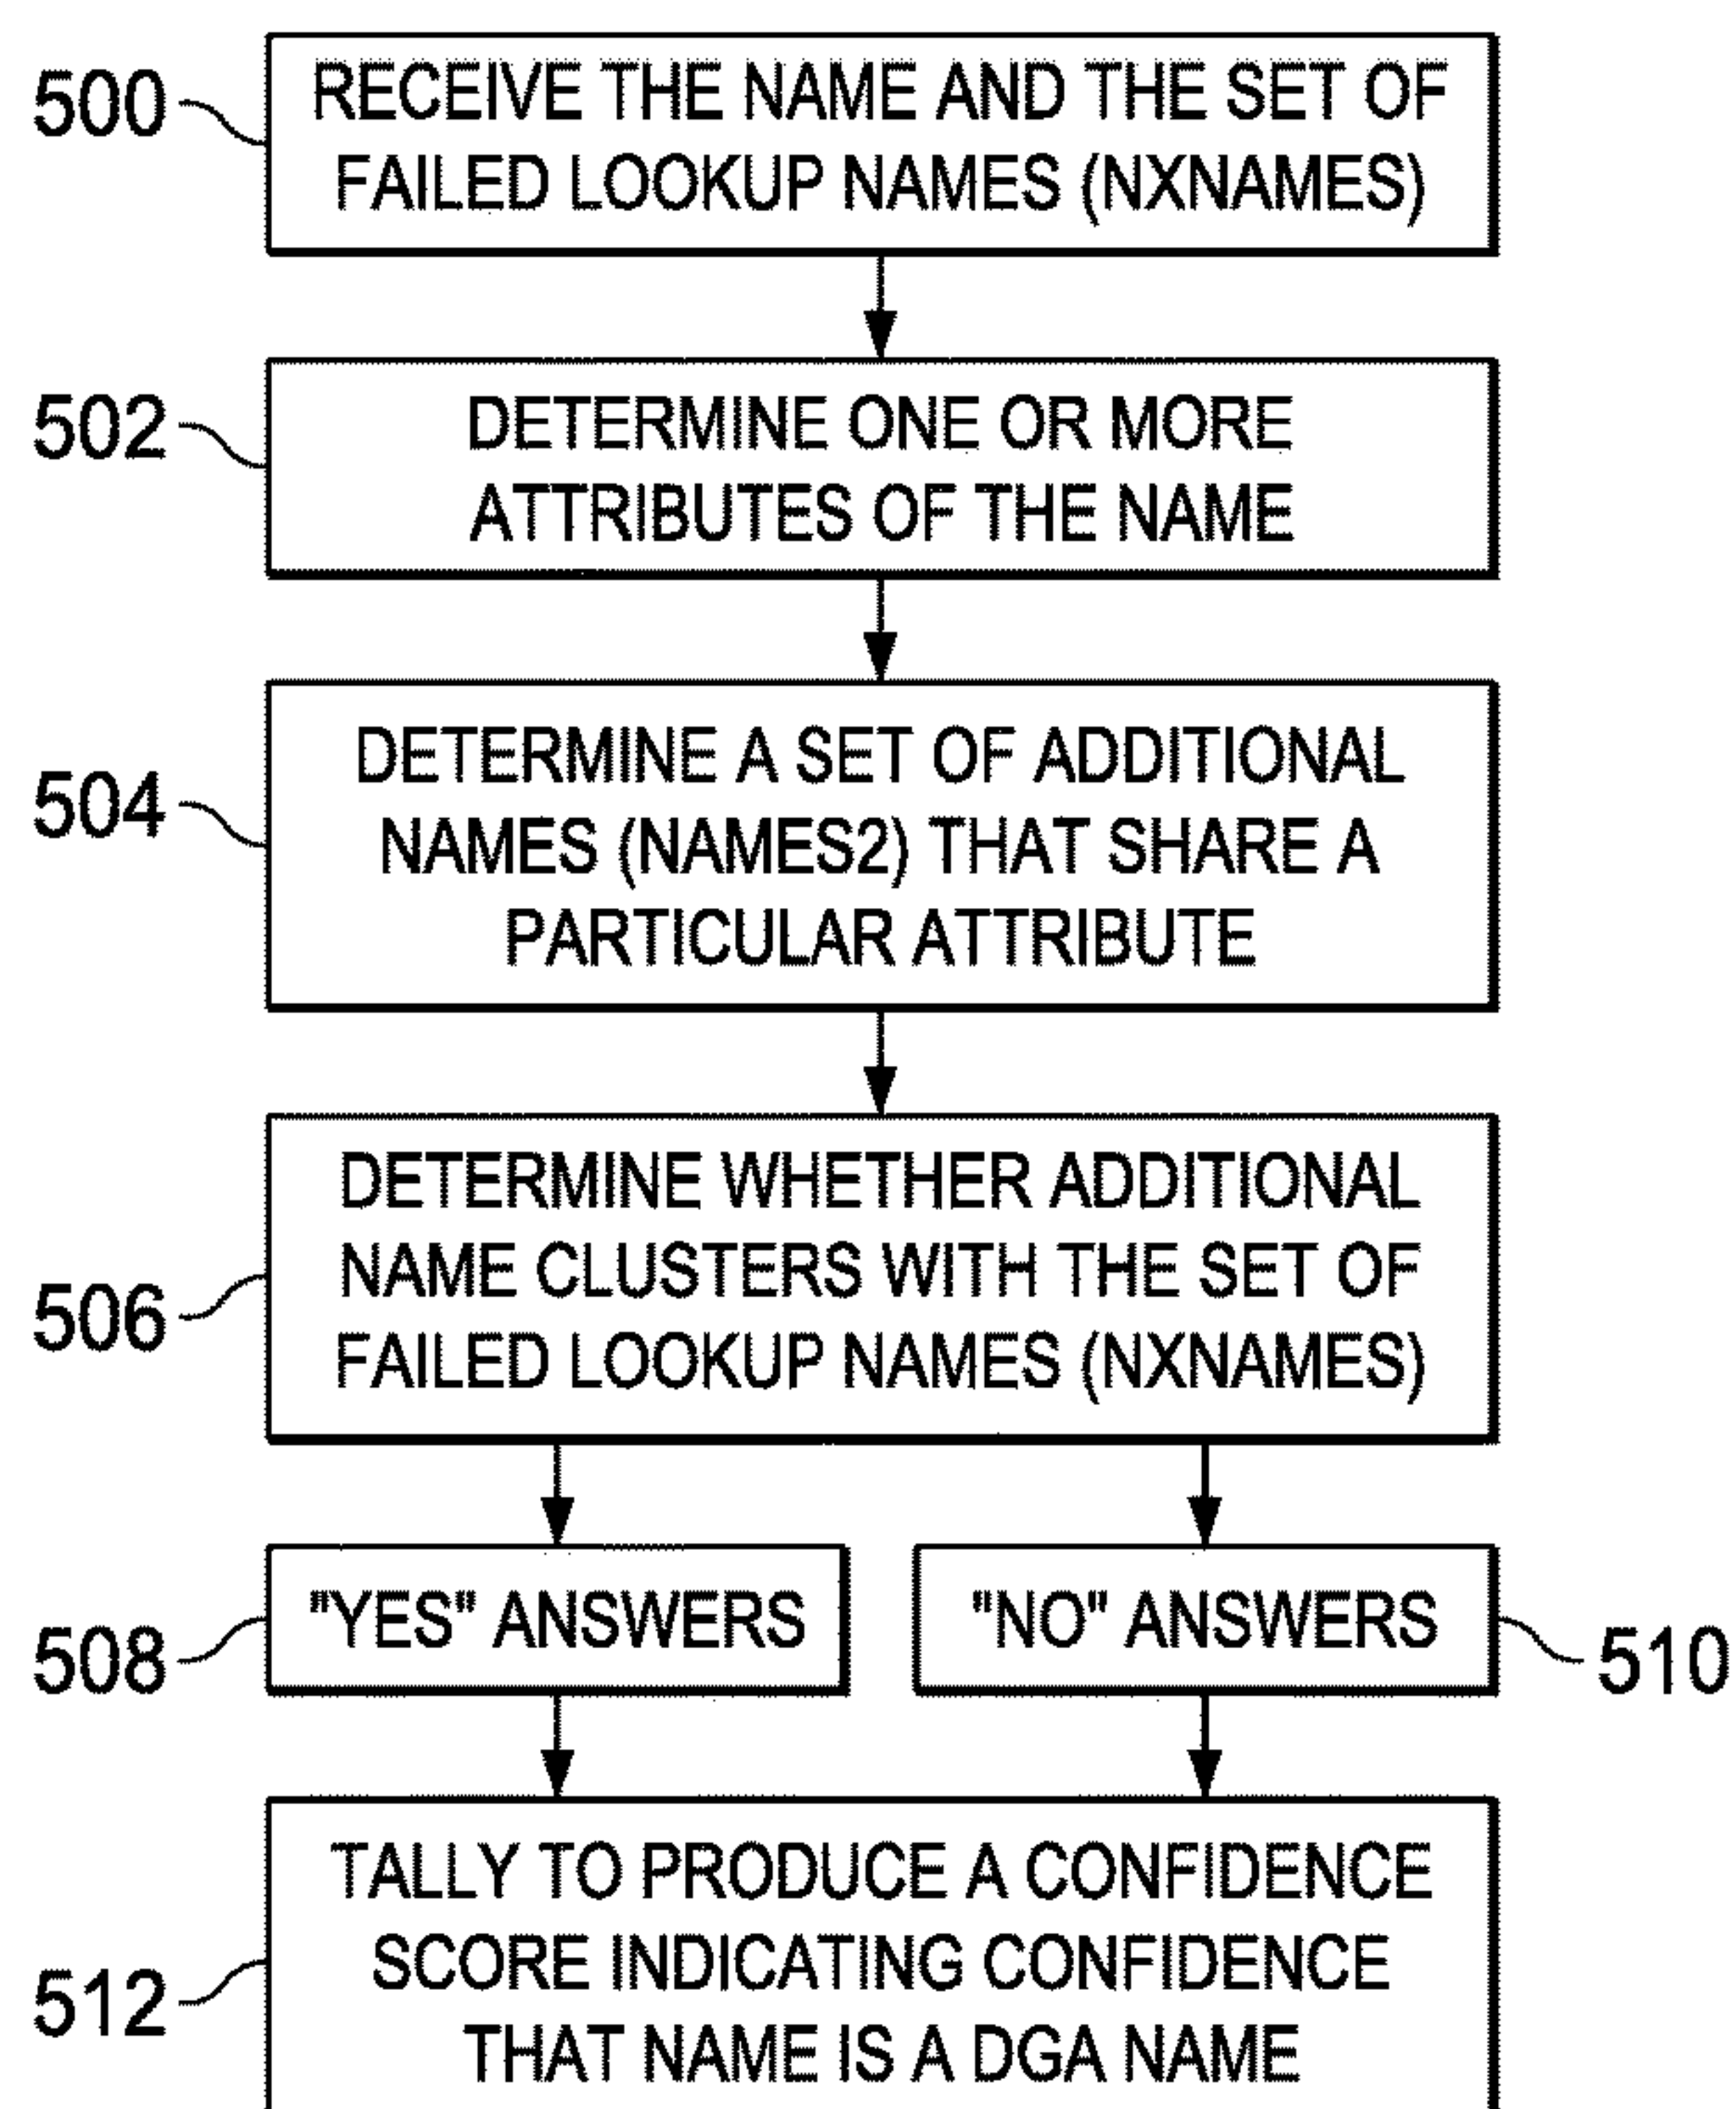 500
RECEIVE THE NAME AND THE SET OF
FAILED LOOKUP NAMES (NXNAMES)
502
DETERMINE ONE OR MORE
ATTRIBUTES OF THE NAME
504
DETERMINE A SET OF ADDITIONAL
NAMES (NAMES2) THAT SHARE A
PARTICULAR ATTRIBUTE
506
DETERMINE WHETHER ADDITIONAL
NAME CLUSTERS WITH THE SET OF
FAILED LOOKUP NAMES (NXNAMES)
508
"YES" ANSWERS
"NO" ANSWERS
510
512
TALLY TO PRODUCE A CONFIDENCE
SCORE INDICATING CONFIDENCE
THAT NAME IS A DGA NAME